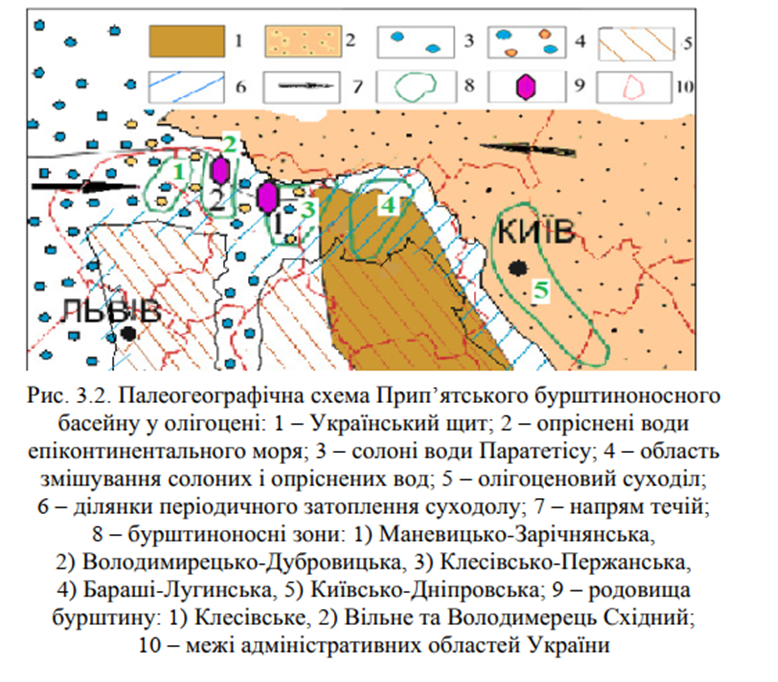 1 2 3 4 5
6 7 8 9 10
2
1
2
3
1
4
КИЇВ
5
ЛЬВІВ
Рис. 3.2. Палеогеографічна схема Прип’ятського бурштиноносного
басейну у олігоцені: 1 – Український щит; 2 – опріснені води
епіконтинентального моря; 3 – солоні води Паратетісу; 4 – область
змішування солоних і опріснених вод; 5 – олігоценовий суходіл;
6 – ділянки періодичного затоплення суходолу; 7 – напрям течій;
8 – бурштиноносні зони: 1) Маневицько-Зарічнянська,
2) Володимирецько-Дубровицька, 3) Клесівсько-Пержанська,
4) Бараші-Лугинська, 5) Київсько-Дніпровська; 9 – родовища
бурштину: 1) Клесівське, 2) Вільне та Володимерець Східний;
10 – межі адміністративних областей України